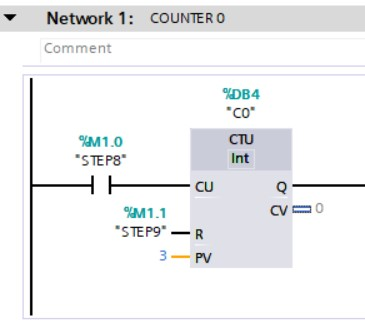 Network 1: COUNTER 0
Comment
%DB4
"C0"
%M1.0
"STEP8"
CTU
Int
CU
Q
%M1.1
"STEP9"
CV
0
R
3
PV